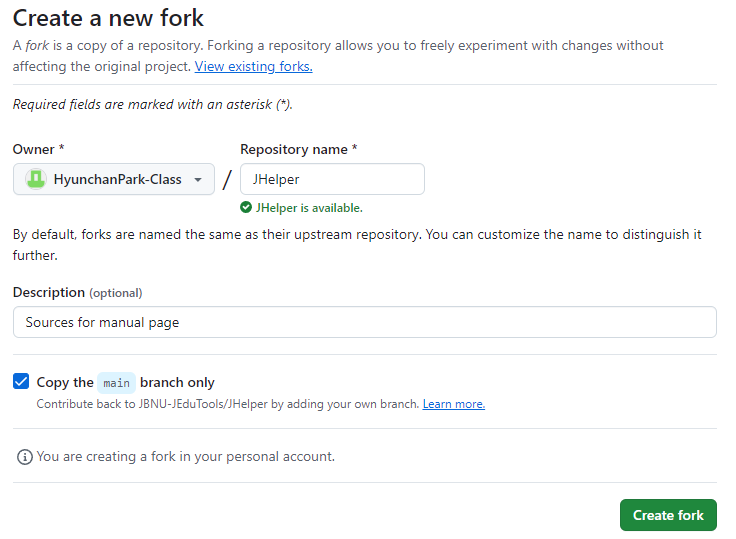 Create a new fork
A fork is a copy of a repository. Forking a repository allows you to freely experiment with changes without
affecting the original project. View existing forks.
Required fields are marked with an asterisk (*).
Owner * Repository name *
HyunchanPark-Class / JHelper
JHelper is available.
By default, forks are named the same as their upstream repository. You can customize the name to distinguish it
further.
Description (optional)
Sources for manual page
Copy the main branch only
Contribute back to JBNU-JEduTools/JHelper by adding your own branch. Learn more.
You are creating a fork in your personal account.
Create fork